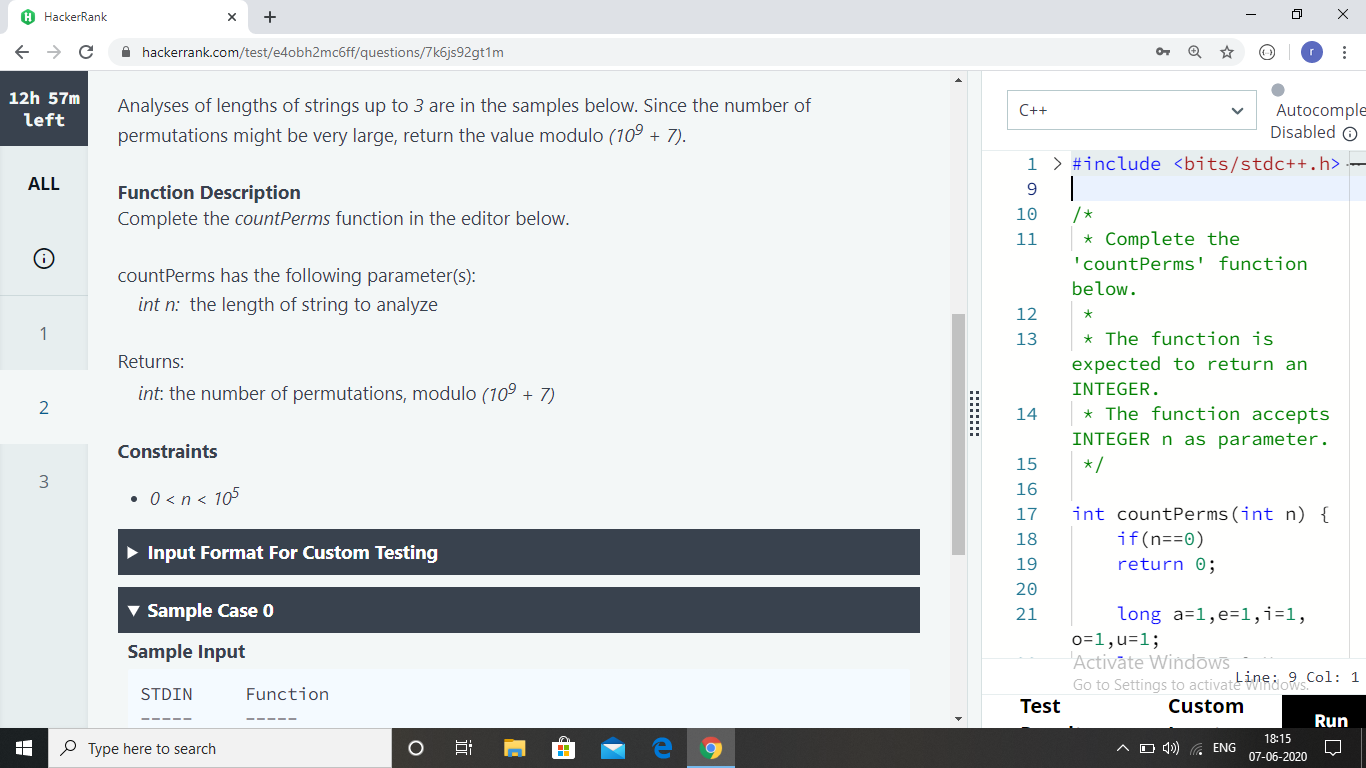 HackerRank
hackerrank.com/test/e4obh2mc6ff/questions/7k6js92gt1m
r
12h 57m
left
ALL
1
2
3
Analyses of lengths of strings up to 3 are in the samples below. Since the number of
permutations might be very large, return the value modulo (10^9 + 7).
Function Description
Complete the countPerms function in the editor below.
countPerms has the following parameter(s):
int n: the length of string to analyze
Returns:
int: the number of permutations, modulo (10^9 + 7)
Constraints
• 0 < n < 10^5
▶ Input Format For Custom Testing
▼ Sample Case 0
Sample Input
STDIN Function
----- -----
C++
Autocomple
Disabled
1 > #include <bits/stdc++.h>
9
10 /*
11 * Complete the
'countPerms' function
below.
12 *
13 * The function is
expected to return an
INTEGER.
14 * The function accepts
INTEGER n as parameter.
15 */
16
17 int countPerms(int n) {
18 if(n==0)
19 return 0;
20
21 long a=1,e=1,i=1,
o=1,u=1;
Activate Windows
Go to Settings to activate Windows.
Line: 9 Col: 1
Test
Custom
Run
Type here to search
ENG
18:15
07-06-2020